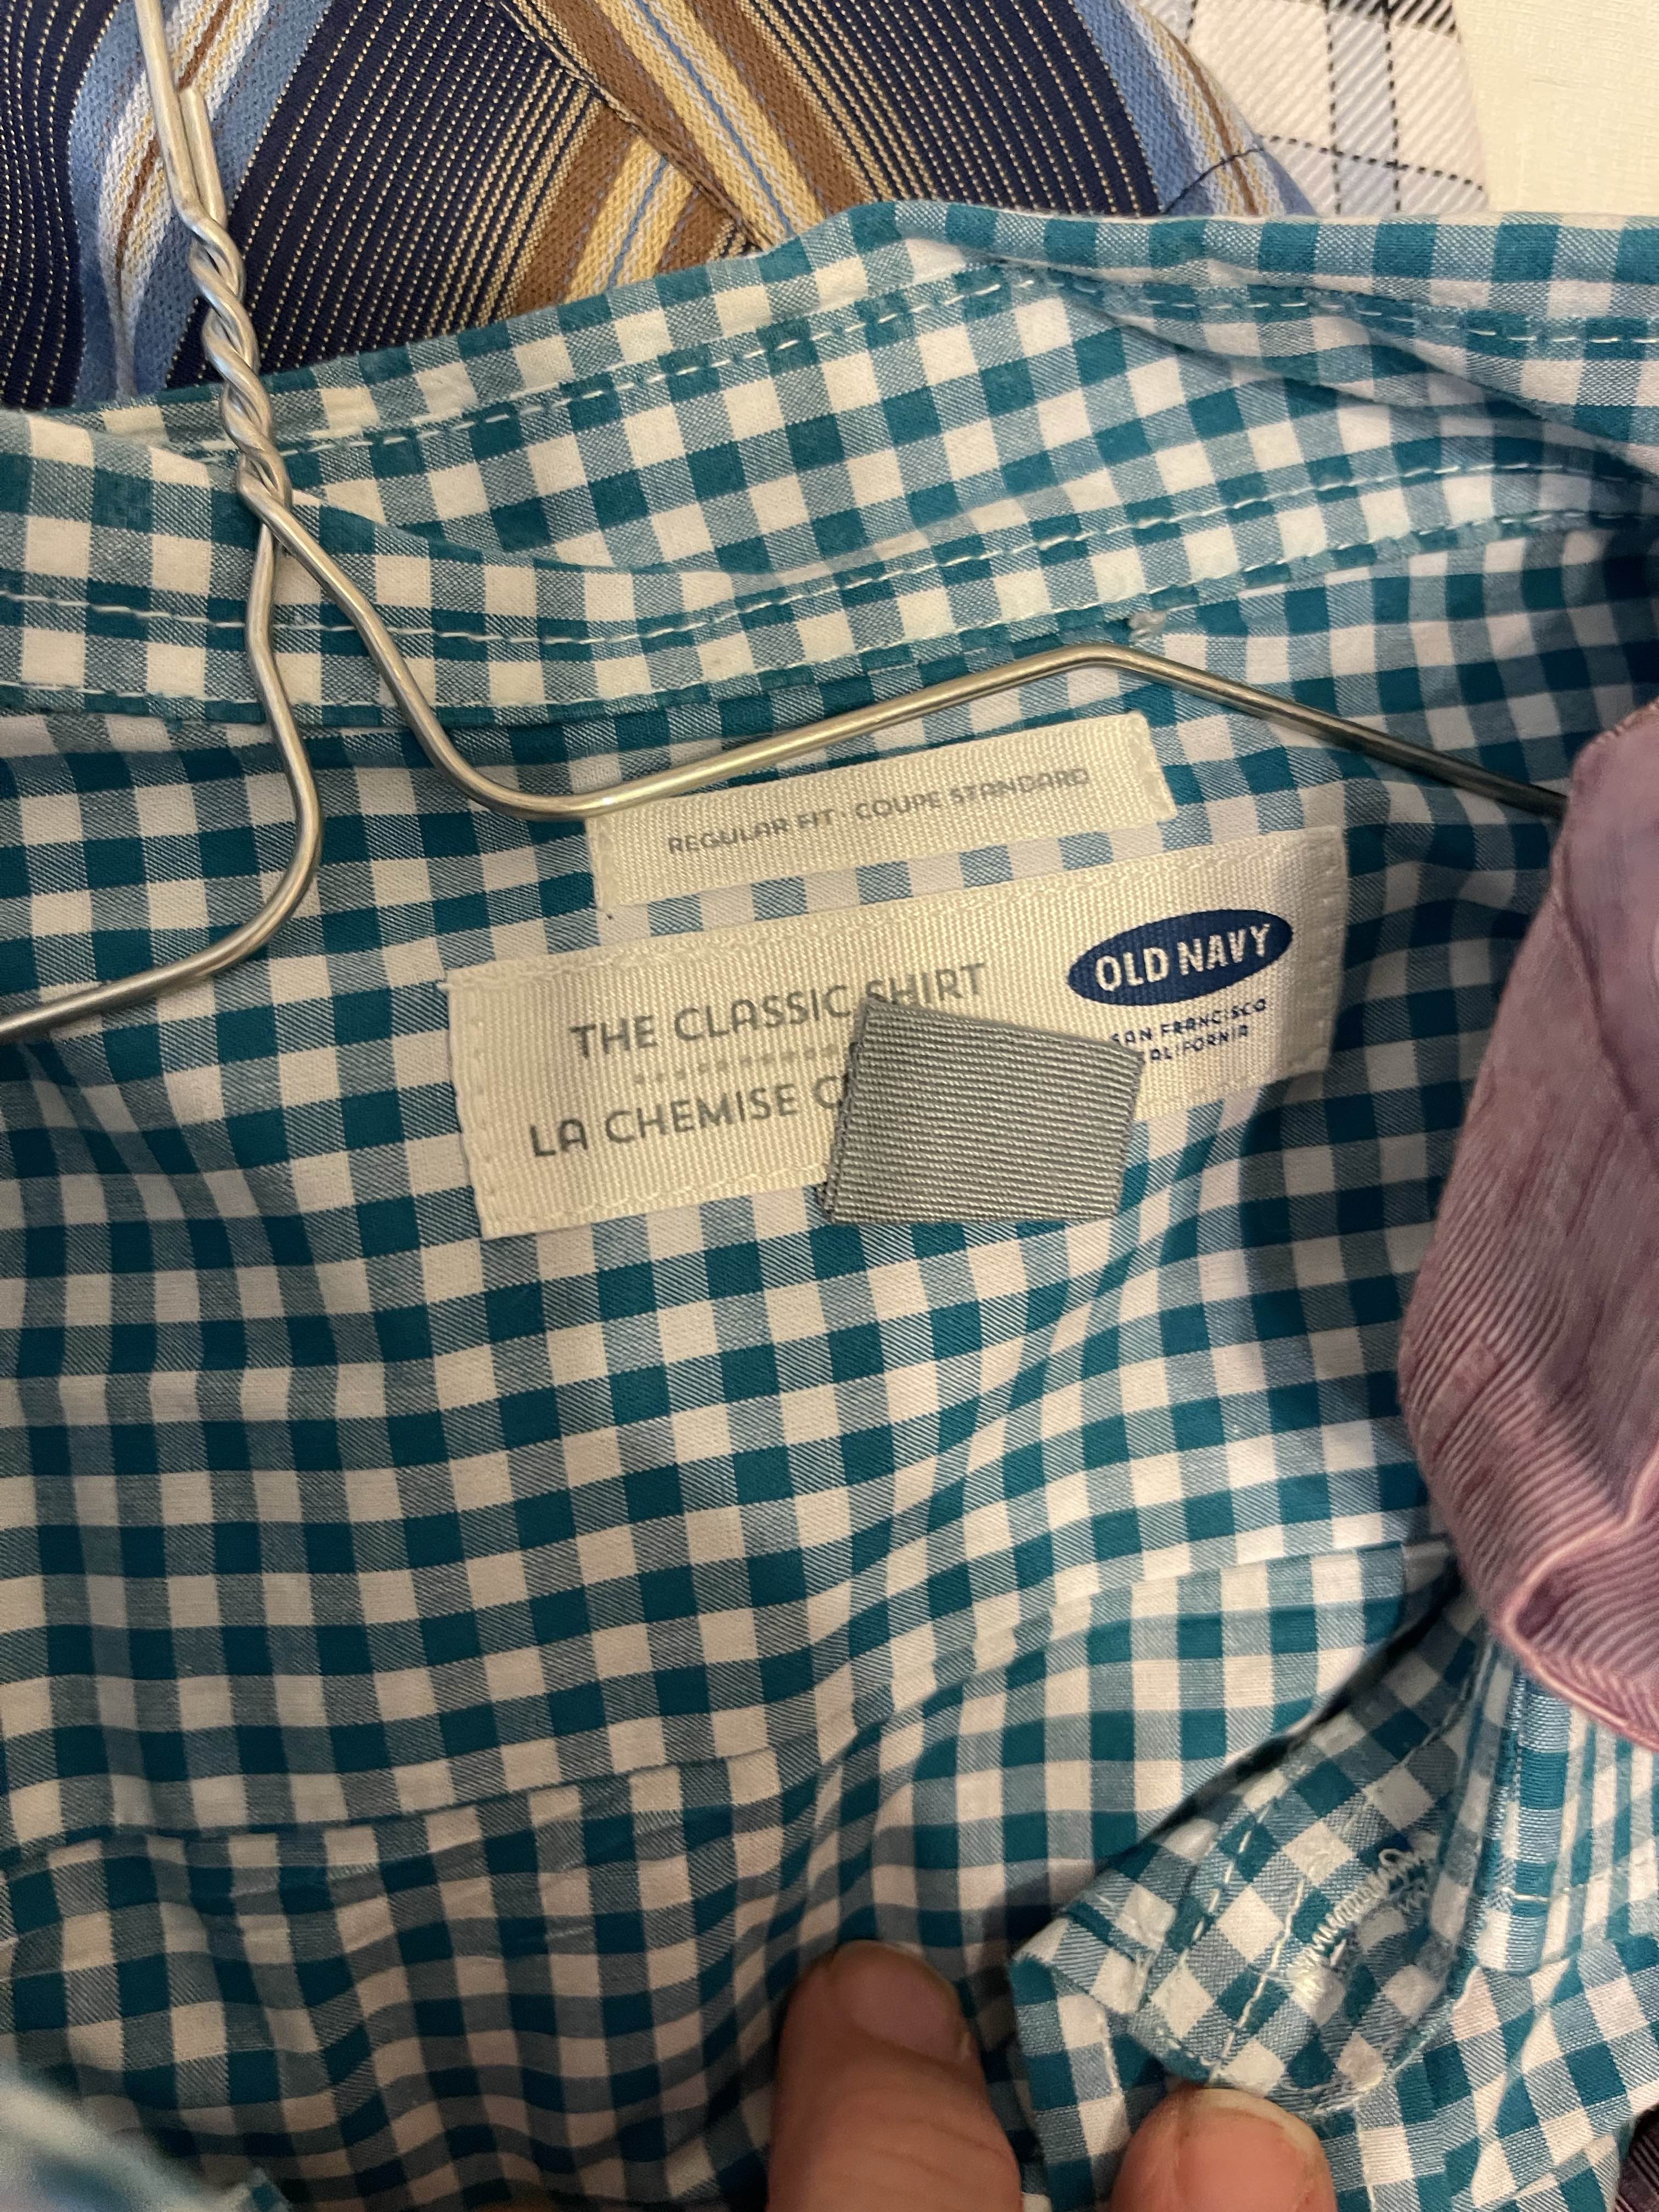 REGULAR FIT · COUPE STANDARD
THE CLASSIC SHIRT
LA CHEMISE
OLD NAVY
SAN FRANCISCO
CALIFORNIA